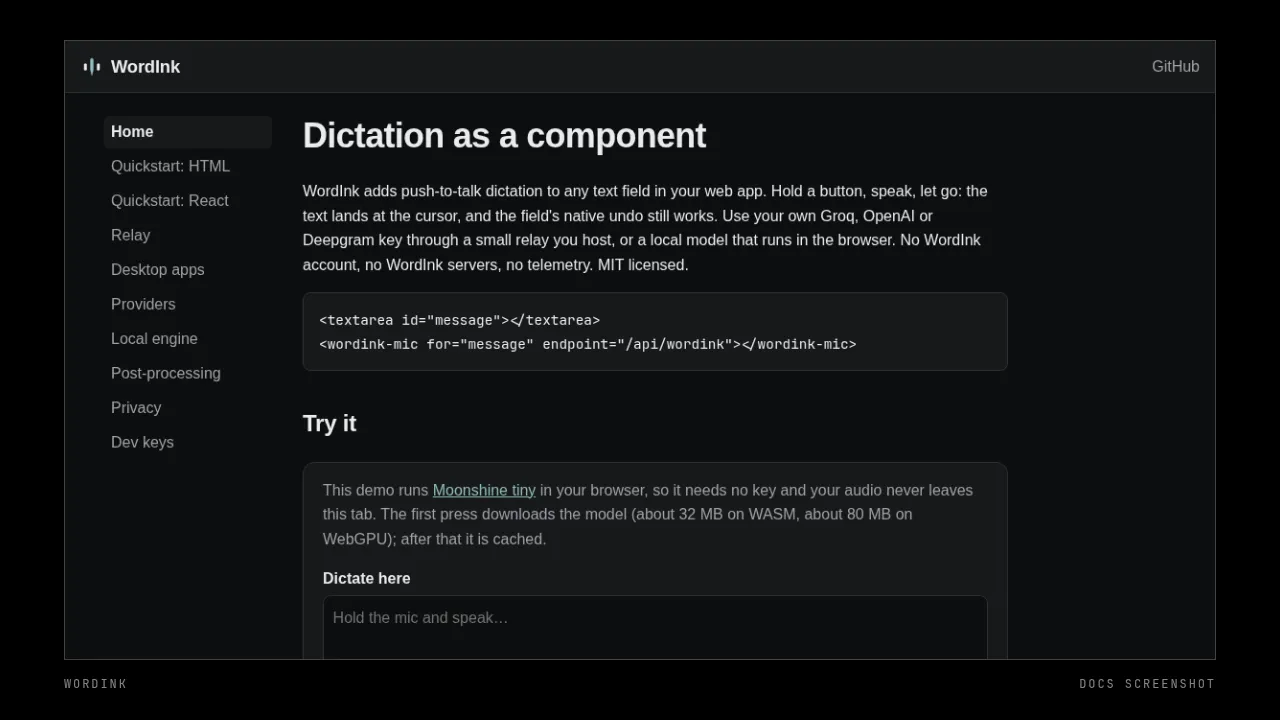 WordInk
GitHub
Home
Quickstart: HTML
Quickstart: React
Relay
Desktop apps
Providers
Local engine
Post-processing
Privacy
Dev keys
Dictation as a component
WordInk adds push-to-talk dictation to any text field in your web app. Hold a button, speak, let go: the
text lands at the cursor, and the field's native undo still works. Use your own Groq, OpenAI or
Deepgram key through a small relay you host, or a local model that runs in the browser. No WordInk
account, no WordInk servers, no telemetry. MIT licensed.
<textarea id="message"></textarea>
<wordink-mic for="message" endpoint="/api/wordink"></wordink-mic>
Try it
This demo runs Moonshine tiny in your browser, so it needs no key and your audio never leaves
this tab. The first press downloads the model (about 32 MB on WASM, about 80 MB on
WebGPU); after that it is cached.
Dictate here
Hold the mic and speak…
WORDINK
DOCS SCREENSHOT